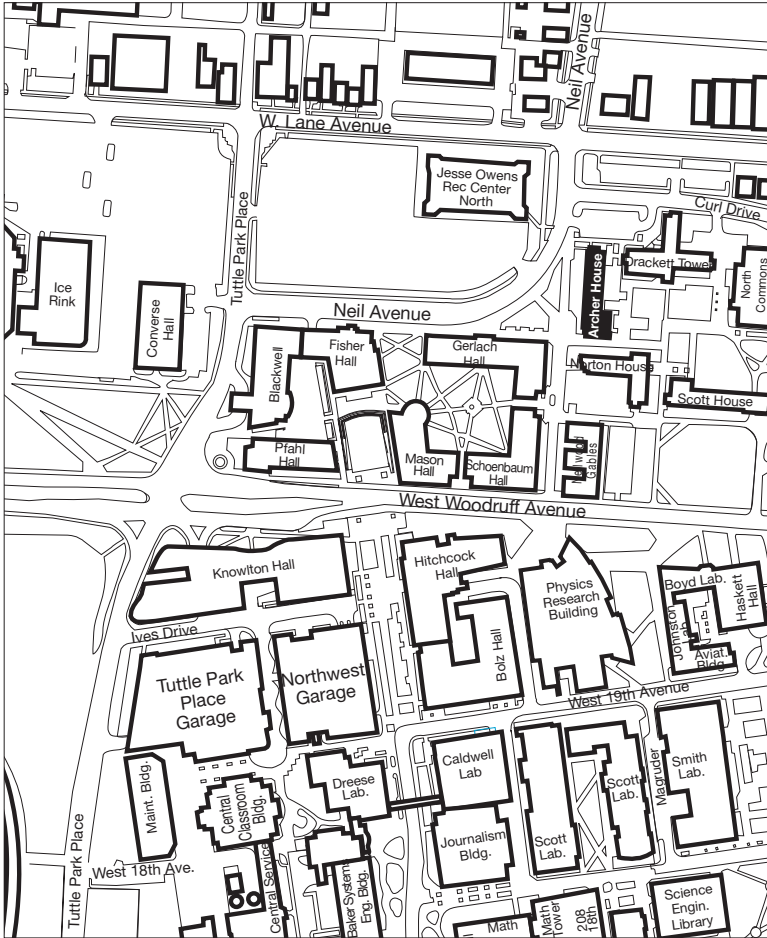 Neil Avenue
W. Lane Avenue
Jesse Owens
Rec Center
North
Curl Drive
Tuttle Park Place
Ice
Rink
Converse
Hall
Archer House
Drackett Tower
North
Commons
Neil Avenue
Blackwell
Fisher
Hall
Gerlach
Hall
Norton House
Scott House
Pfahl
Hall
Mason
Hall
Schoenbaum
Hall
Gables
West Woodruff Avenue
Knowlton Hall
Hitchcock
Hall
Physics
Research
Building
Boyd Lab.
Haskett
Hall
Johnston
Lab.
Aviat.
Bldg.
Ives Drive
Bolz Hall
Tuttle Park
Place
Garage
Northwest
Garage
West 19th Avenue
Maint. Bldg.
Central
Classroom
Bldg.
Dreese
Lab.
Caldwell
Lab
Scott
Lab.
Magruder
Smith
Lab.
Journalism
Bldg.
Scott
Lab.
Tuttle Park Place
West 18th Ave.
Central Service
Baker Systems
Eng. Bldg.
Math
Math
Tower
208
18th
Science
Engin.
Library